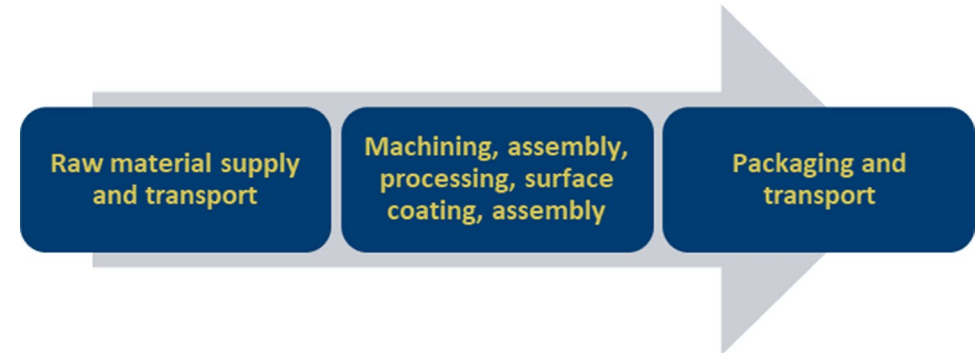 Raw material supply
and transport
Machining, assembly,
processing, surface
coating, assembly
Packaging and
transport